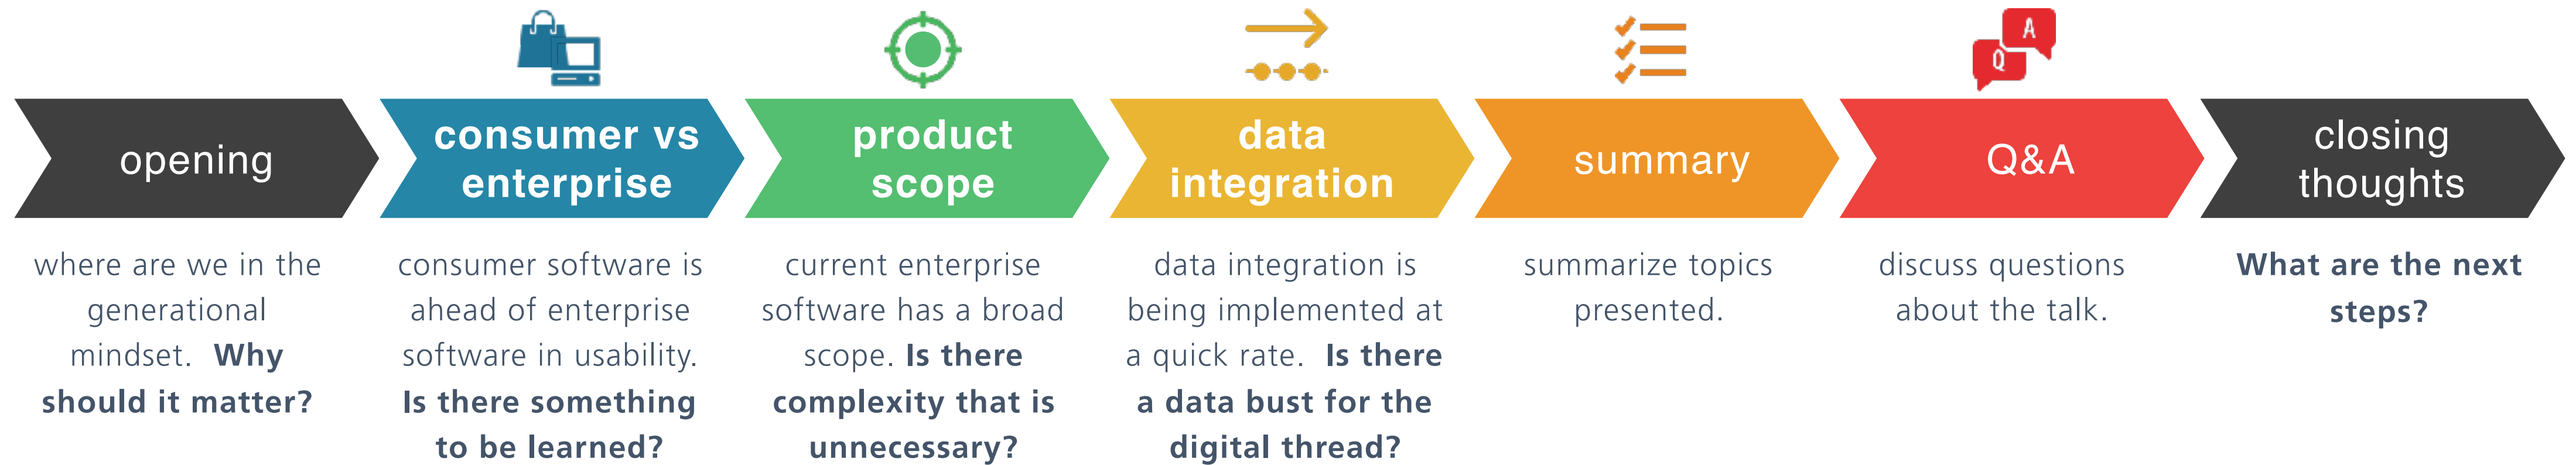 A
Q
opening
consumer vs
enterprise
product
scope
data
integration
summary
Q&A
closing
thoughts
where are we in the
generational
mindset.  Why
should it matter?
consumer software is
ahead of enterprise
software in usability.
Is there something
to be learned?
current enterprise
software has a broad
scope. Is there
complexity that is
unnecessary?
data integration is
being implemented at
a quick rate.  Is there
a data bust for the
digital thread?
summarize topics
presented.
discuss questions
about the talk.
What are the next
steps?